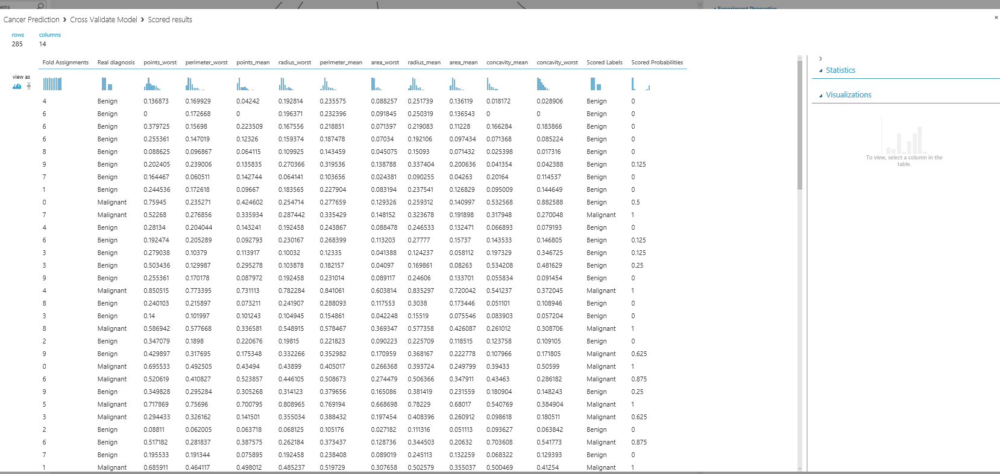 ems
Experiment Properties
Cancer Prediction › Cross Validate Model › Scored results
rows columns
285 14
Fold Assignments Real diagnosis points_worst perimeter_worst points_mean radius_worst perimeter_mean area_worst radius_mean area_mean concavity_mean concavity_worst Scored Labels Scored Probabilities
view as
4 Benign 0.136873 0.169929 0.04242 0.192814 0.235575 0.088257 0.251739 0.136119 0.018172 0.028906 Benign 0
6 Benign 0 0.172668 0 0.196371 0.232396 0.091845 0.250319 0.136543 0 0 Benign 0
6 Benign 0.379725 0.15698 0.223509 0.167556 0.218851 0.071397 0.219083 0.11228 0.166284 0.183866 Benign 0
6 Benign 0.255361 0.147019 0.12326 0.159374 0.187478 0.07034 0.192106 0.097434 0.071368 0.085224 Benign 0
8 Benign 0.088625 0.096867 0.064115 0.109925 0.143459 0.045075 0.15093 0.071432 0.025398 0.017316 Benign 0
9 Benign 0.202405 0.239006 0.135835 0.270366 0.319536 0.138788 0.337404 0.200636 0.041354 0.042388 Benign 0.125
7 Benign 0.164467 0.060511 0.142744 0.064141 0.103656 0.024381 0.090255 0.04263 0.20164 0.114537 Benign 0
1 Benign 0.244536 0.172618 0.09667 0.183565 0.227904 0.083194 0.237541 0.126829 0.095009 0.144649 Benign 0
0 Malignant 0.75945 0.235271 0.424602 0.254714 0.277659 0.129326 0.259312 0.140997 0.532568 0.882588 Benign 0.5
7 Malignant 0.52268 0.276856 0.335934 0.287442 0.335429 0.148152 0.323678 0.191898 0.317948 0.270048 Malignant 1
4 Benign 0.28134 0.204044 0.143241 0.192458 0.243867 0.088478 0.246533 0.132471 0.066893 0.079193 Benign 0
6 Benign 0.192474 0.205289 0.092793 0.230167 0.268399 0.113203 0.27777 0.15737 0.143533 0.146805 Benign 0.125
3 Benign 0.279038 0.10379 0.113917 0.10032 0.12335 0.041388 0.124237 0.058112 0.197329 0.346725 Benign 0.125
3 Benign 0.503436 0.129987 0.295278 0.103878 0.182157 0.04097 0.169861 0.08263 0.534208 0.481629 Benign 0.25
9 Benign 0.255361 0.170178 0.087972 0.192458 0.231014 0.089117 0.24606 0.133701 0.055834 0.091454 Benign 0
4 Malignant 0.850515 0.773395 0.731113 0.782284 0.841061 0.603814 0.835297 0.720042 0.541237 0.372045 Malignant 1
8 Benign 0.240103 0.215897 0.073211 0.241907 0.288093 0.117553 0.3038 0.173446 0.051101 0.108946 Benign 0
3 Benign 0.14 0.101997 0.101243 0.104945 0.154861 0.042248 0.15519 0.075546 0.083903 0.057204 Benign 0
8 Malignant 0.586942 0.577668 0.336581 0.548915 0.578467 0.369347 0.577358 0.426087 0.261012 0.308706 Malignant 1
2 Benign 0.347079 0.1898 0.220676 0.19815 0.221823 0.090223 0.225709 0.118515 0.123758 0.109105 Benign 0
9 Benign 0.429897 0.317695 0.175348 0.332266 0.352982 0.170959 0.368167 0.222778 0.107966 0.171805 Malignant 0.625
0 Malignant 0.695533 0.492505 0.43494 0.43899 0.405017 0.266368 0.393724 0.249799 0.39433 0.50599 Malignant 1
6 Malignant 0.520619 0.410827 0.523857 0.446105 0.508673 0.274479 0.506366 0.347911 0.43463 0.286182 Malignant 0.875
9 Benign 0.349828 0.295284 0.305268 0.314123 0.379656 0.165086 0.381419 0.231559 0.180904 0.148243 Benign 0.25
5 Malignant 0.717869 0.75696 0.700795 0.808965 0.769194 0.668698 0.78229 0.68017 0.540769 0.384904 Malignant 1
3 Malignant 0.294433 0.326162 0.141501 0.355034 0.388432 0.197454 0.408396 0.260912 0.098618 0.180511 Malignant 0.625
2 Benign 0.08811 0.062005 0.063718 0.068125 0.105176 0.027182 0.111316 0.051113 0.093627 0.063842 Benign 0
6 Benign 0.517182 0.281837 0.387575 0.262184 0.373437 0.128736 0.344503 0.20632 0.703608 0.541773 Malignant 0.875
7 Benign 0.195533 0.191344 0.075895 0.192458 0.238408 0.089019 0.245113 0.132259 0.068322 0.129393 Benign 0
1 Malignant 0.685911 0.464117 0.498012 0.485237 0.519729 0.307658 0.502579 0.355037 0.500469 0.41254 Malignant 1
Statistics
Visualizations
To view, select a column in the
table.